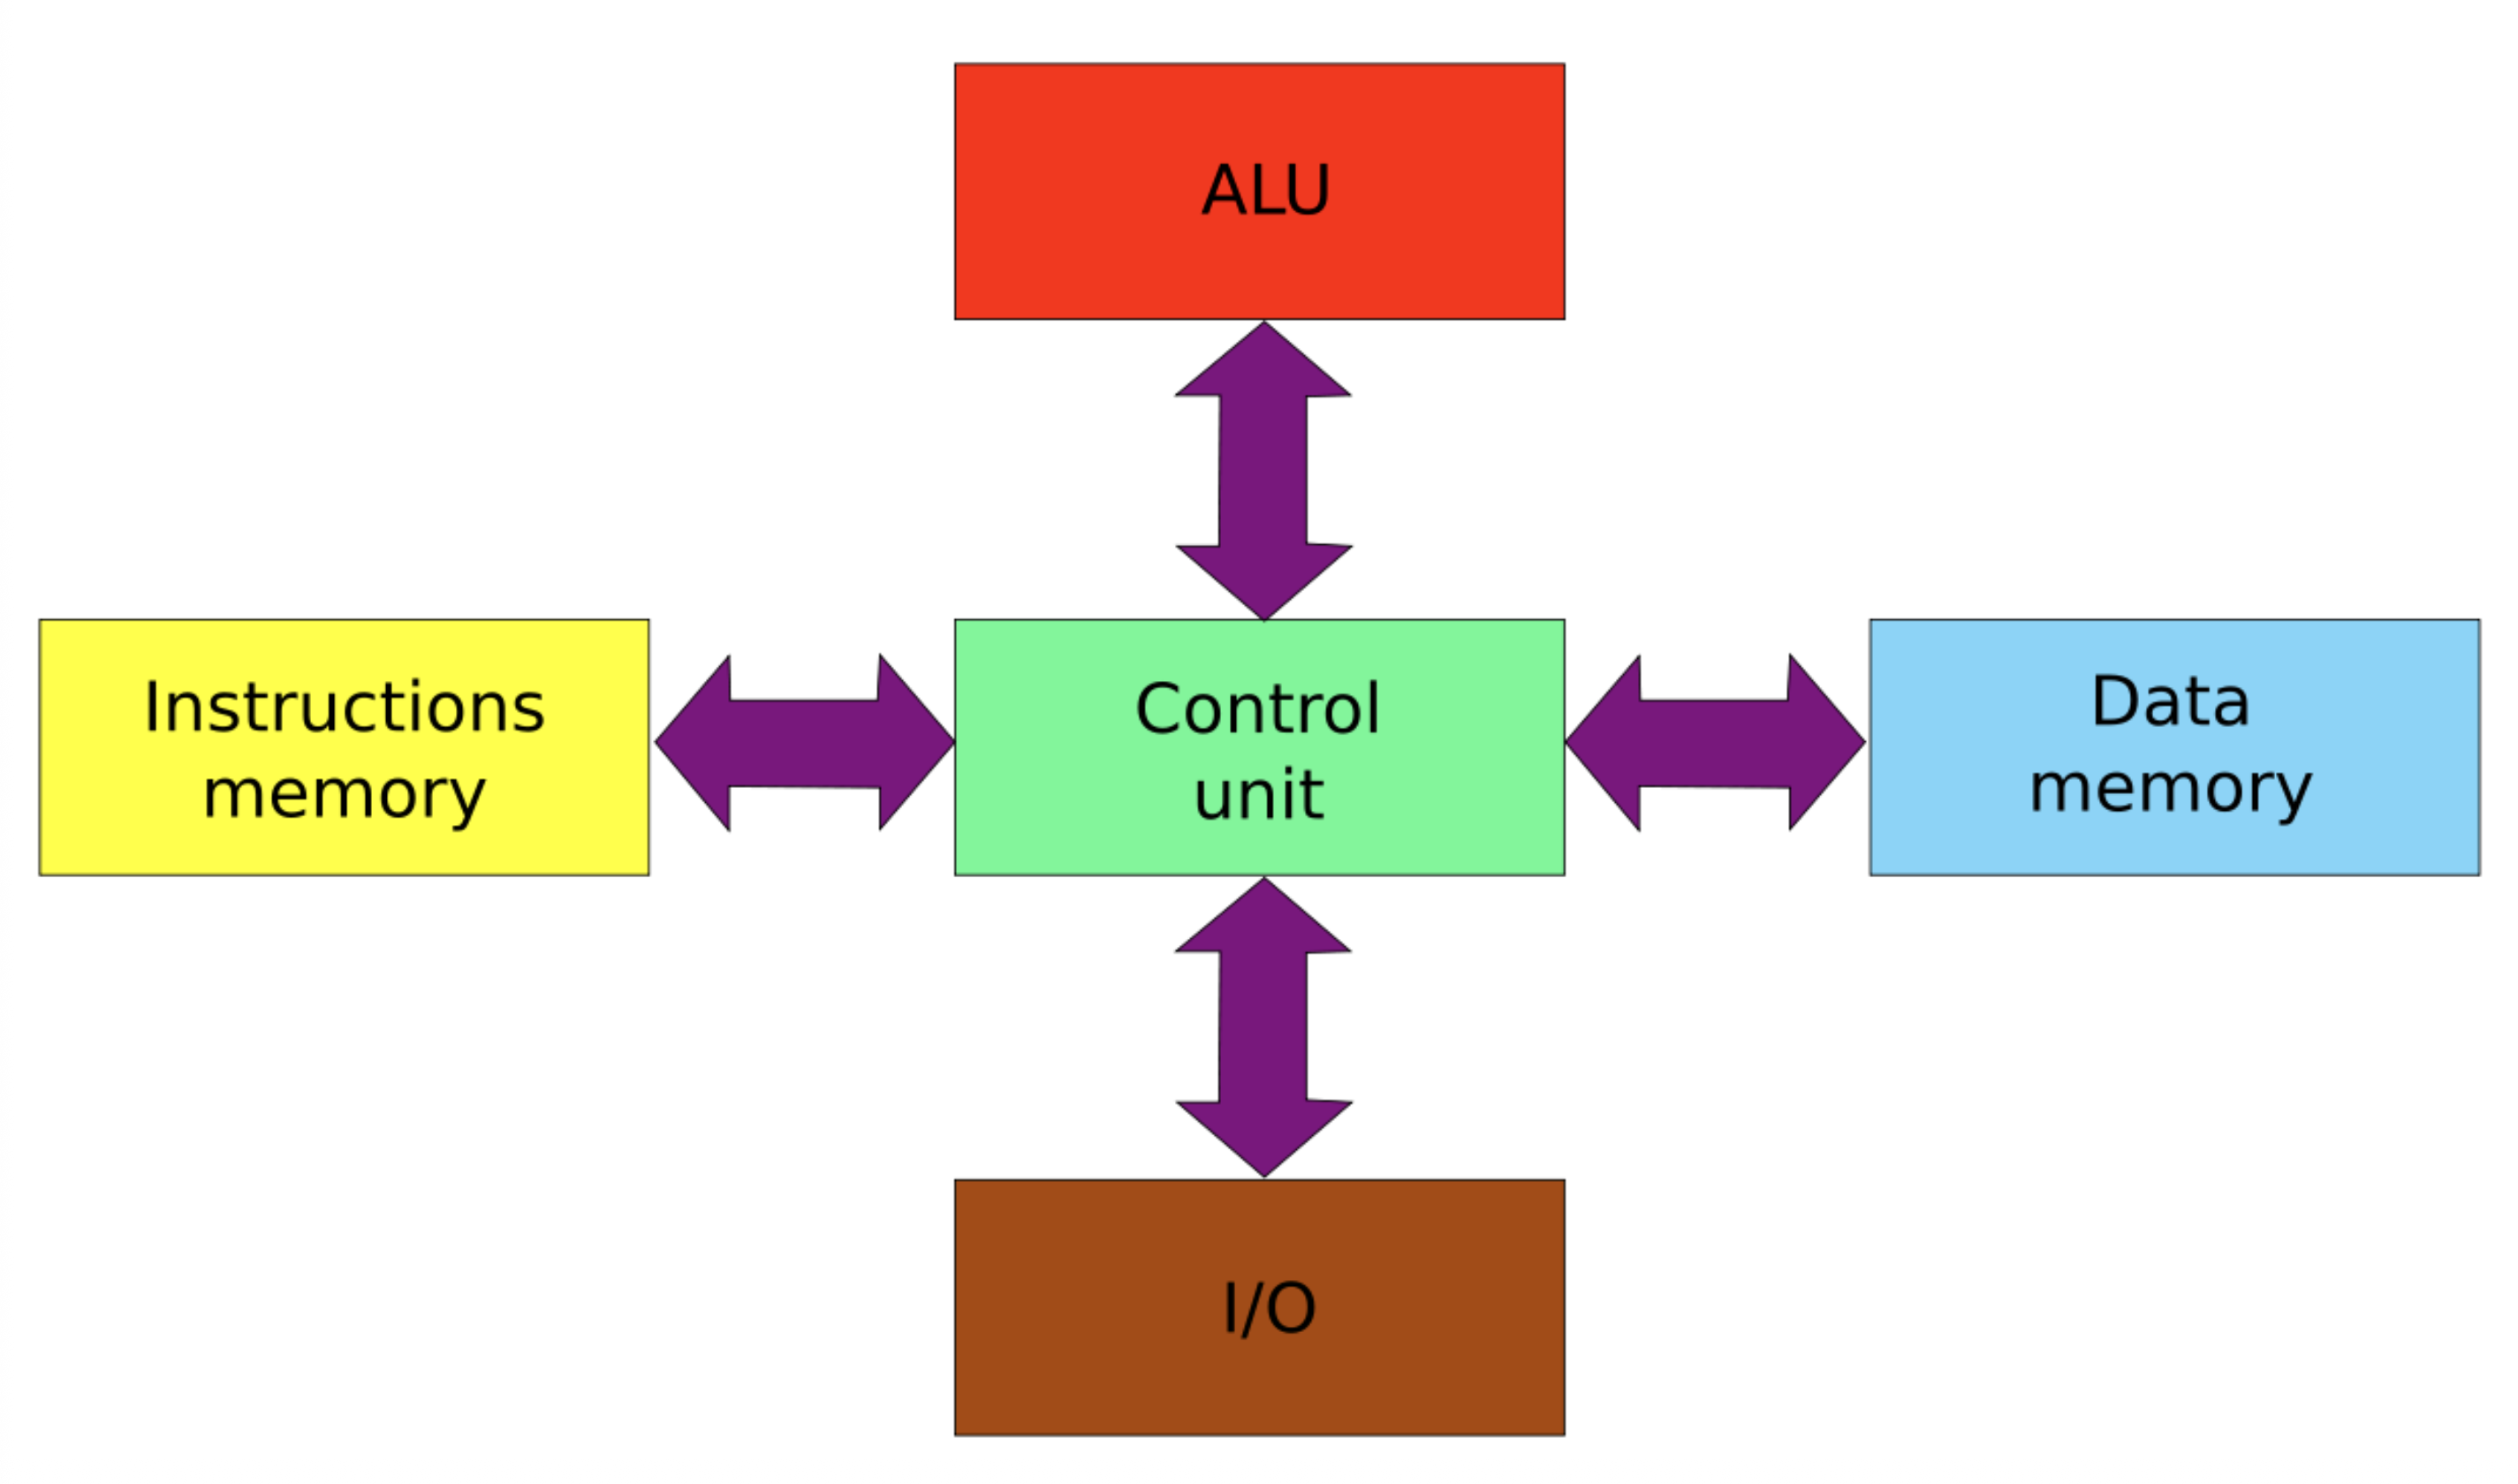 ALU
Instructions
memory
Control
unit
Data
memory
I/O